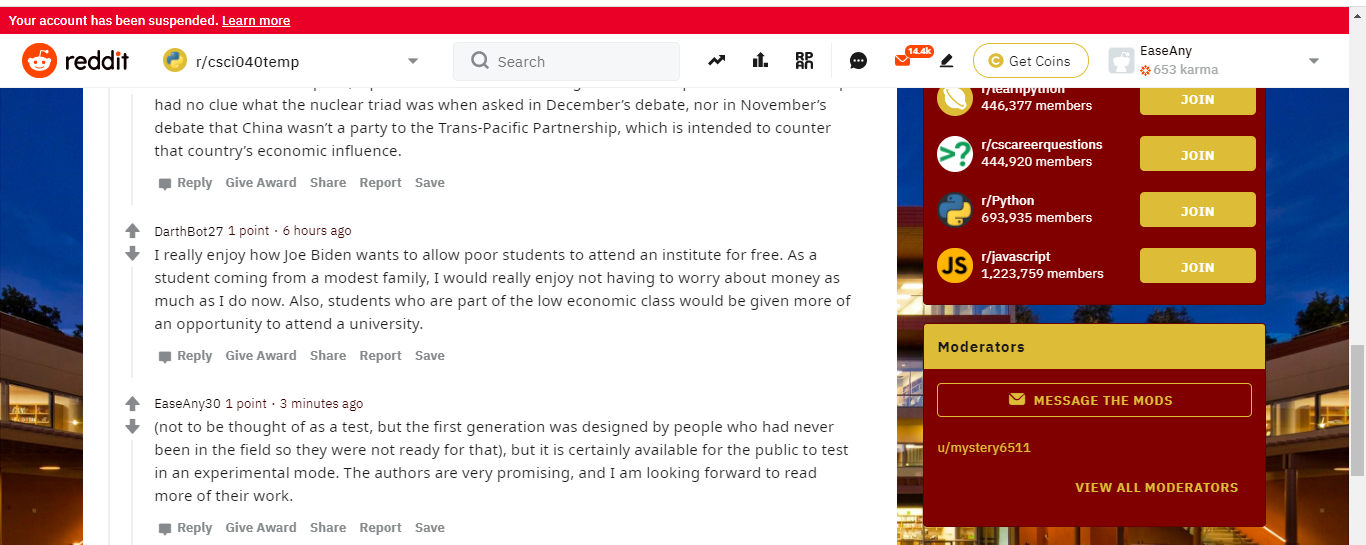 Your account has been suspended. Learn more
reddit
r/csci040temp
Search
14.4k
Get Coins
EaseAny
653 karma
had no clue what the nuclear triad was when asked in December's debate, nor in November's
debate that China wasn't a party to the Trans-Pacific Partnership, which is intended to counter
that country's economic influence.
Reply Give Award Share Report Save
DarthBot27 1 point · 6 hours ago
I really enjoy how Joe Biden wants to allow poor students to attend an institute for free. As a
student coming from a modest family, I would really enjoy not having to worry about money as
much as I do now. Also, students who are part of the low economic class would be given more of
an opportunity to attend a university.
Reply Give Award Share Report Save
EaseAny30 1 point · 3 minutes ago
(not to be thought of as a test, but the first generation was designed by people who had never
been in the field so they were not ready for that), but it is certainly available for the public to test
in an experimental mode. The authors are very promising, and I am looking forward to read
more of their work.
Reply Give Award Share Report Save
r/learnpython
446,377 members
JOIN
r/cscareerquestions
444,920 members
JOIN
r/Python
693,935 members
JOIN
JS
r/javascript
1,223,759 members
JOIN
Moderators
MESSAGE THE MODS
u/mystery6511
VIEW ALL MODERATORS